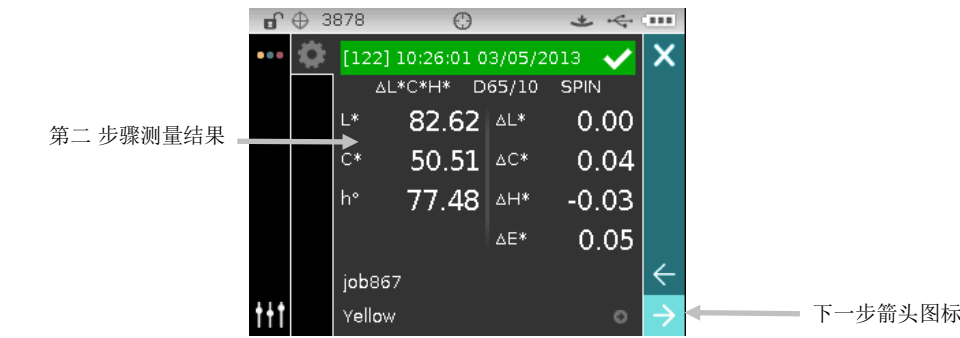 3878
[122] 10:26:01 03/05/2013
ΔL*C*H* D65/10 SPIN
L* 82.62 ΔL* 0.00
第二 步骤测量结果
C* 50.51 ΔC* 0.04
h° 77.48 ΔH* -0.03
ΔE* 0.05
job867
Yellow
下一步箭头图标